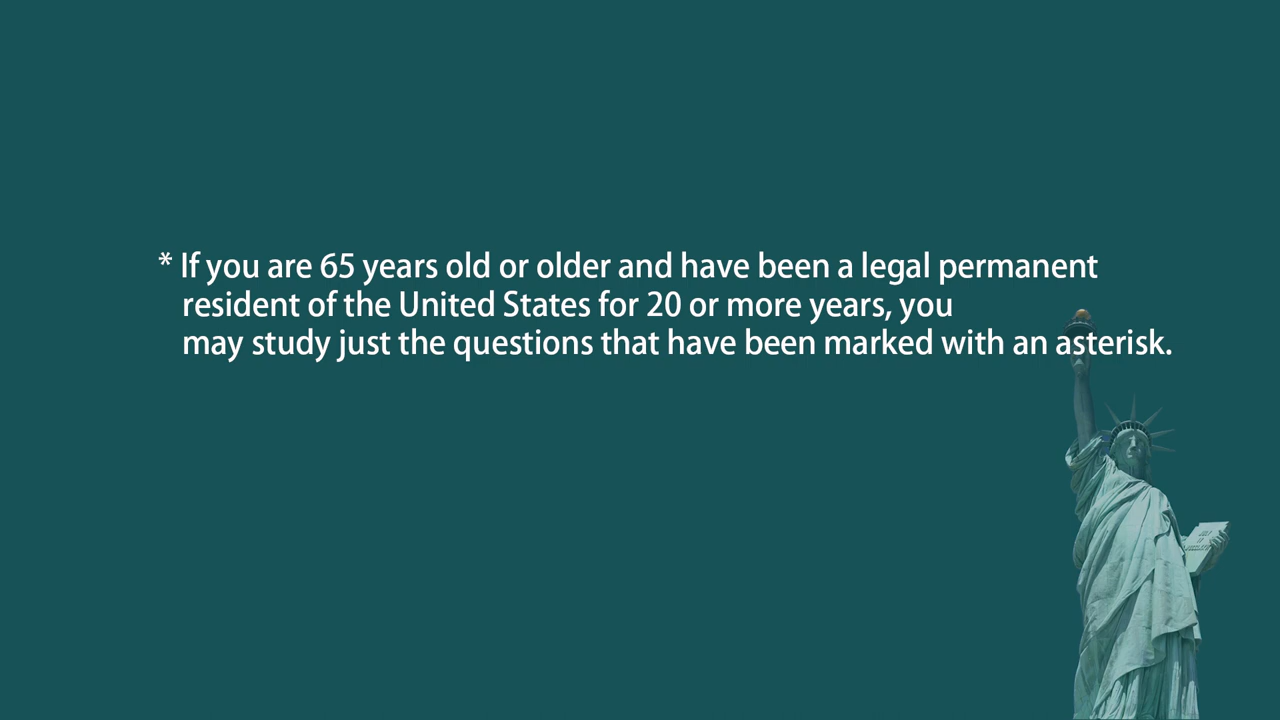 * If you are 65 years old or older and have been a legal permanent
resident of the United States for 20 or more years, you
may study just the questions that have been marked with an asterisk.